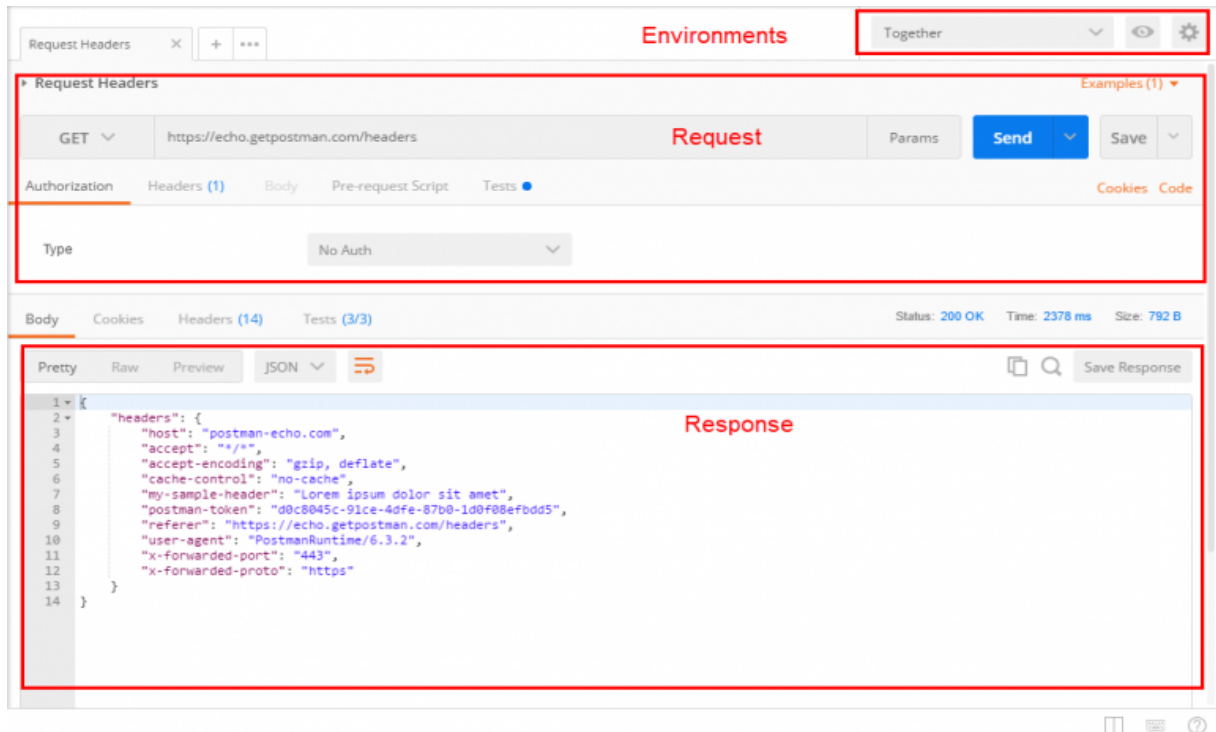 Request Headers
Environments
Together
Request Headers
Examples (1)
GET
https://echo.getpostman.com/headers
Request
Params
Send
Save
Authorization Headers (1) Body Pre-request Script Tests
Cookies Code
Type
No Auth
Body Cookies Headers (14) Tests (3/3)
Status: 200 OK Time: 2378 ms Size: 792 B
Pretty Raw Preview JSON
Save Response
Response
1 {
2 "headers": {
3 "host": "postman-echo.com",
4 "accept": "*/*",
5 "accept-encoding": "gzip, deflate",
6 "cache-control": "no-cache",
7 "my-sample-header": "Lorem ipsum dolor sit amet",
8 "postman-token": "d0c8045c-91ce-4dfe-87b0-1d0f08efbdd5",
9 "referer": "https://echo.getpostman.com/headers",
10 "user-agent": "PostmanRuntime/6.3.2",
11 "x-forwarded-port": "443",
12 "x-forwarded-proto": "https"
13 }
14 }